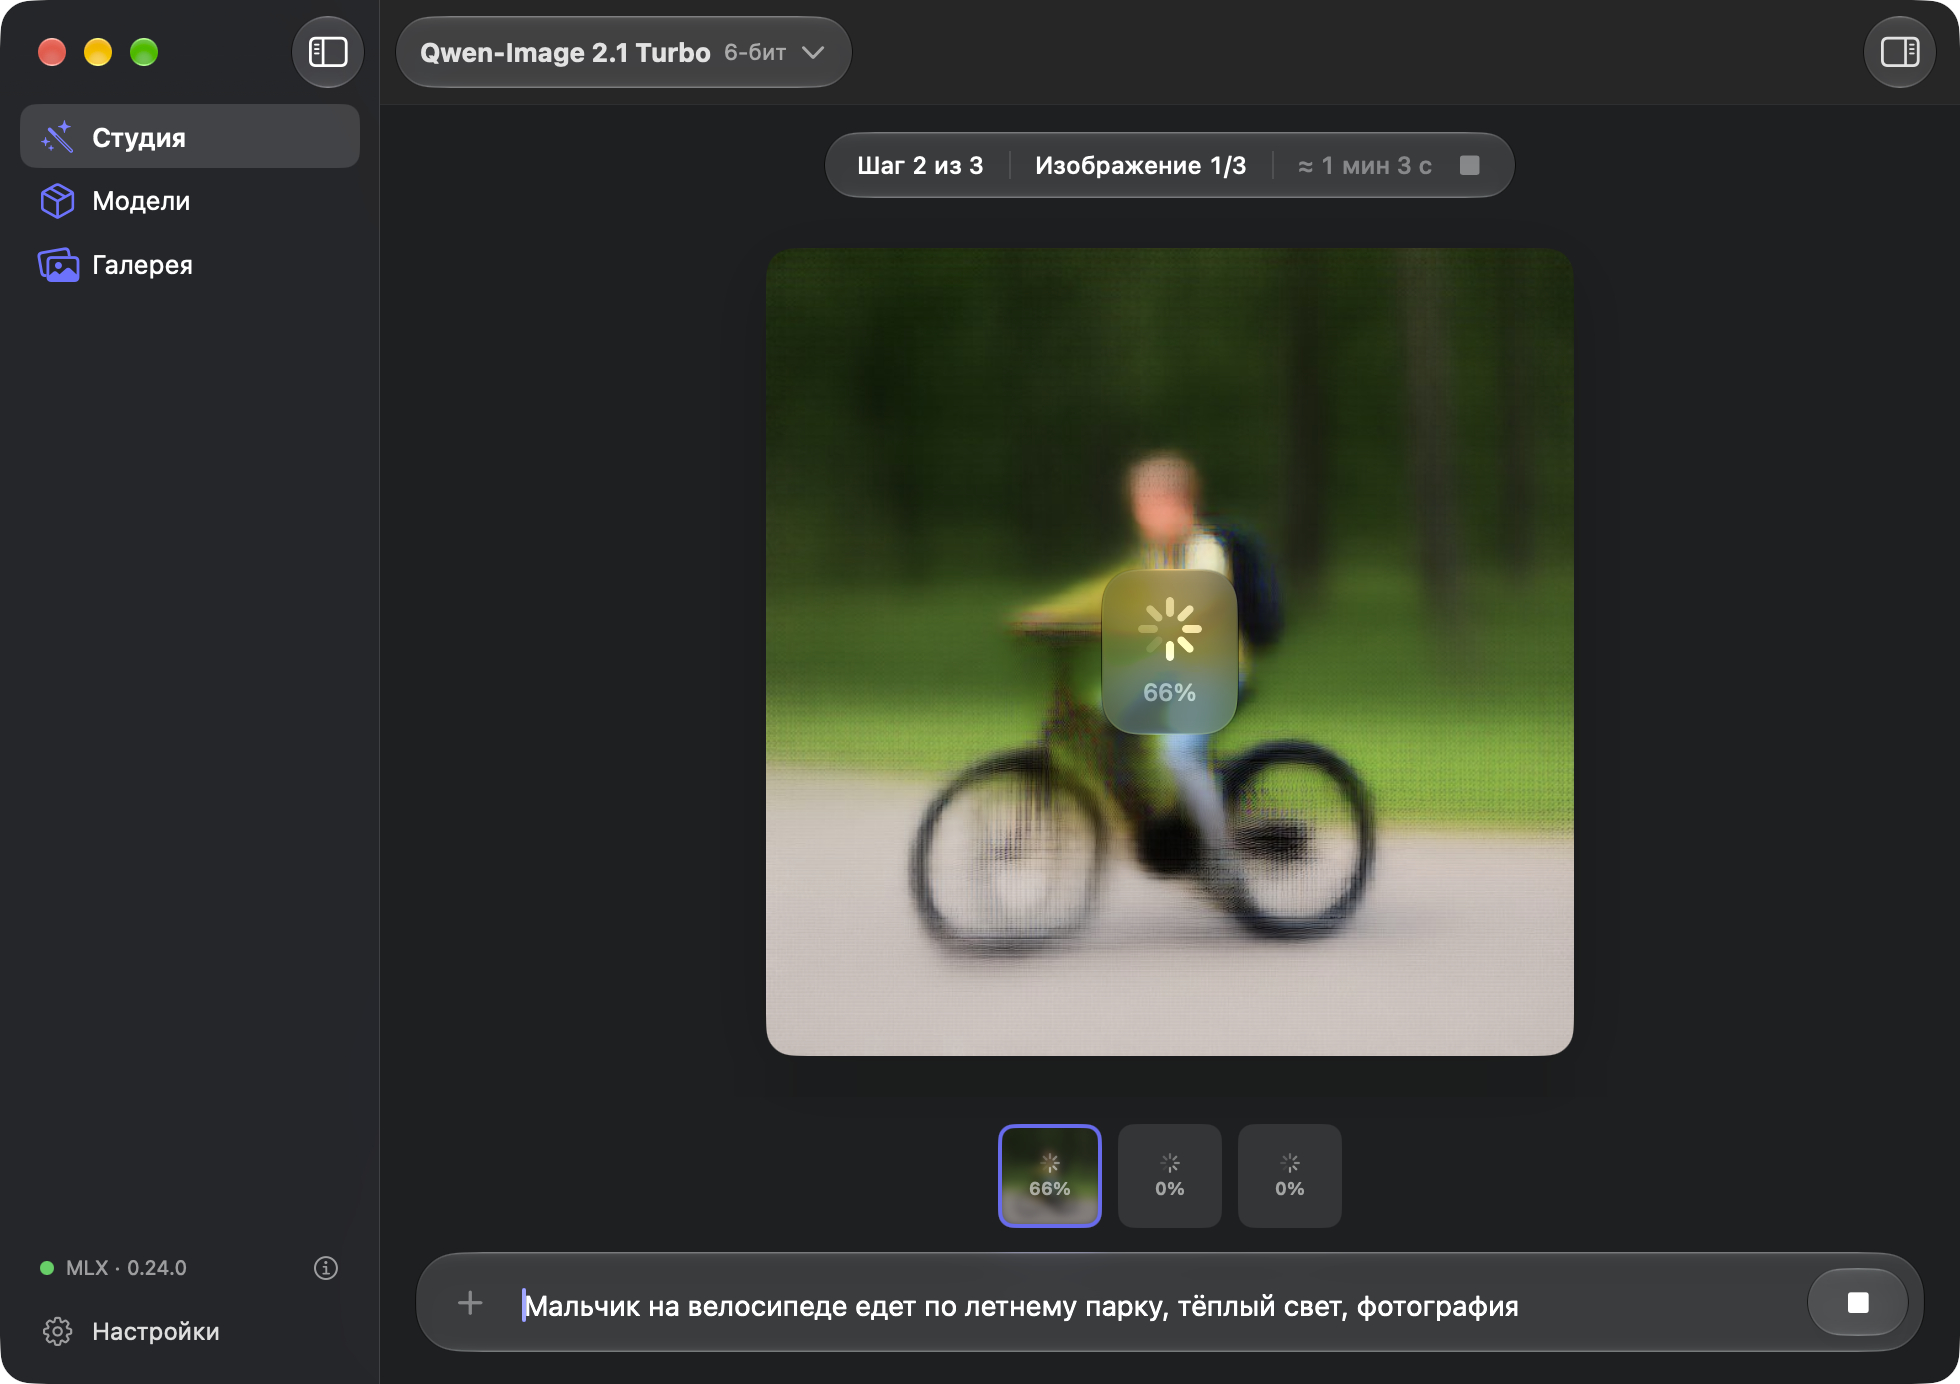 Qwen-Image 2.1 Turbo 6-бит
Студия
Модели
Галерея
Шаг 2 из 3
Изображение 1/3
≈ 1 мин 3 с
66%
66%
0%
0%
Мальчик на велосипеде едет по летнему парку, тёплый свет, фотография
MLX · 0.24.0
Настройки